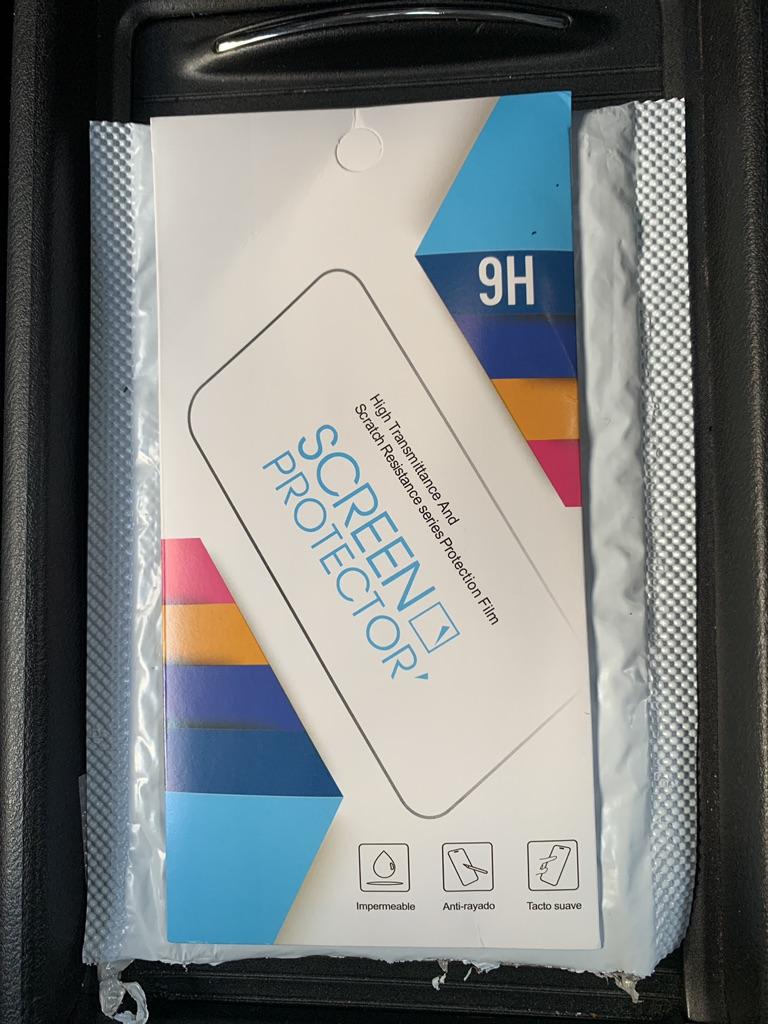 9H
High Transmittance And
Scratch Resistance series Protection Film
SCREEN
PROTECTOR
Impermeable
Anti-rayado
Tacto suave